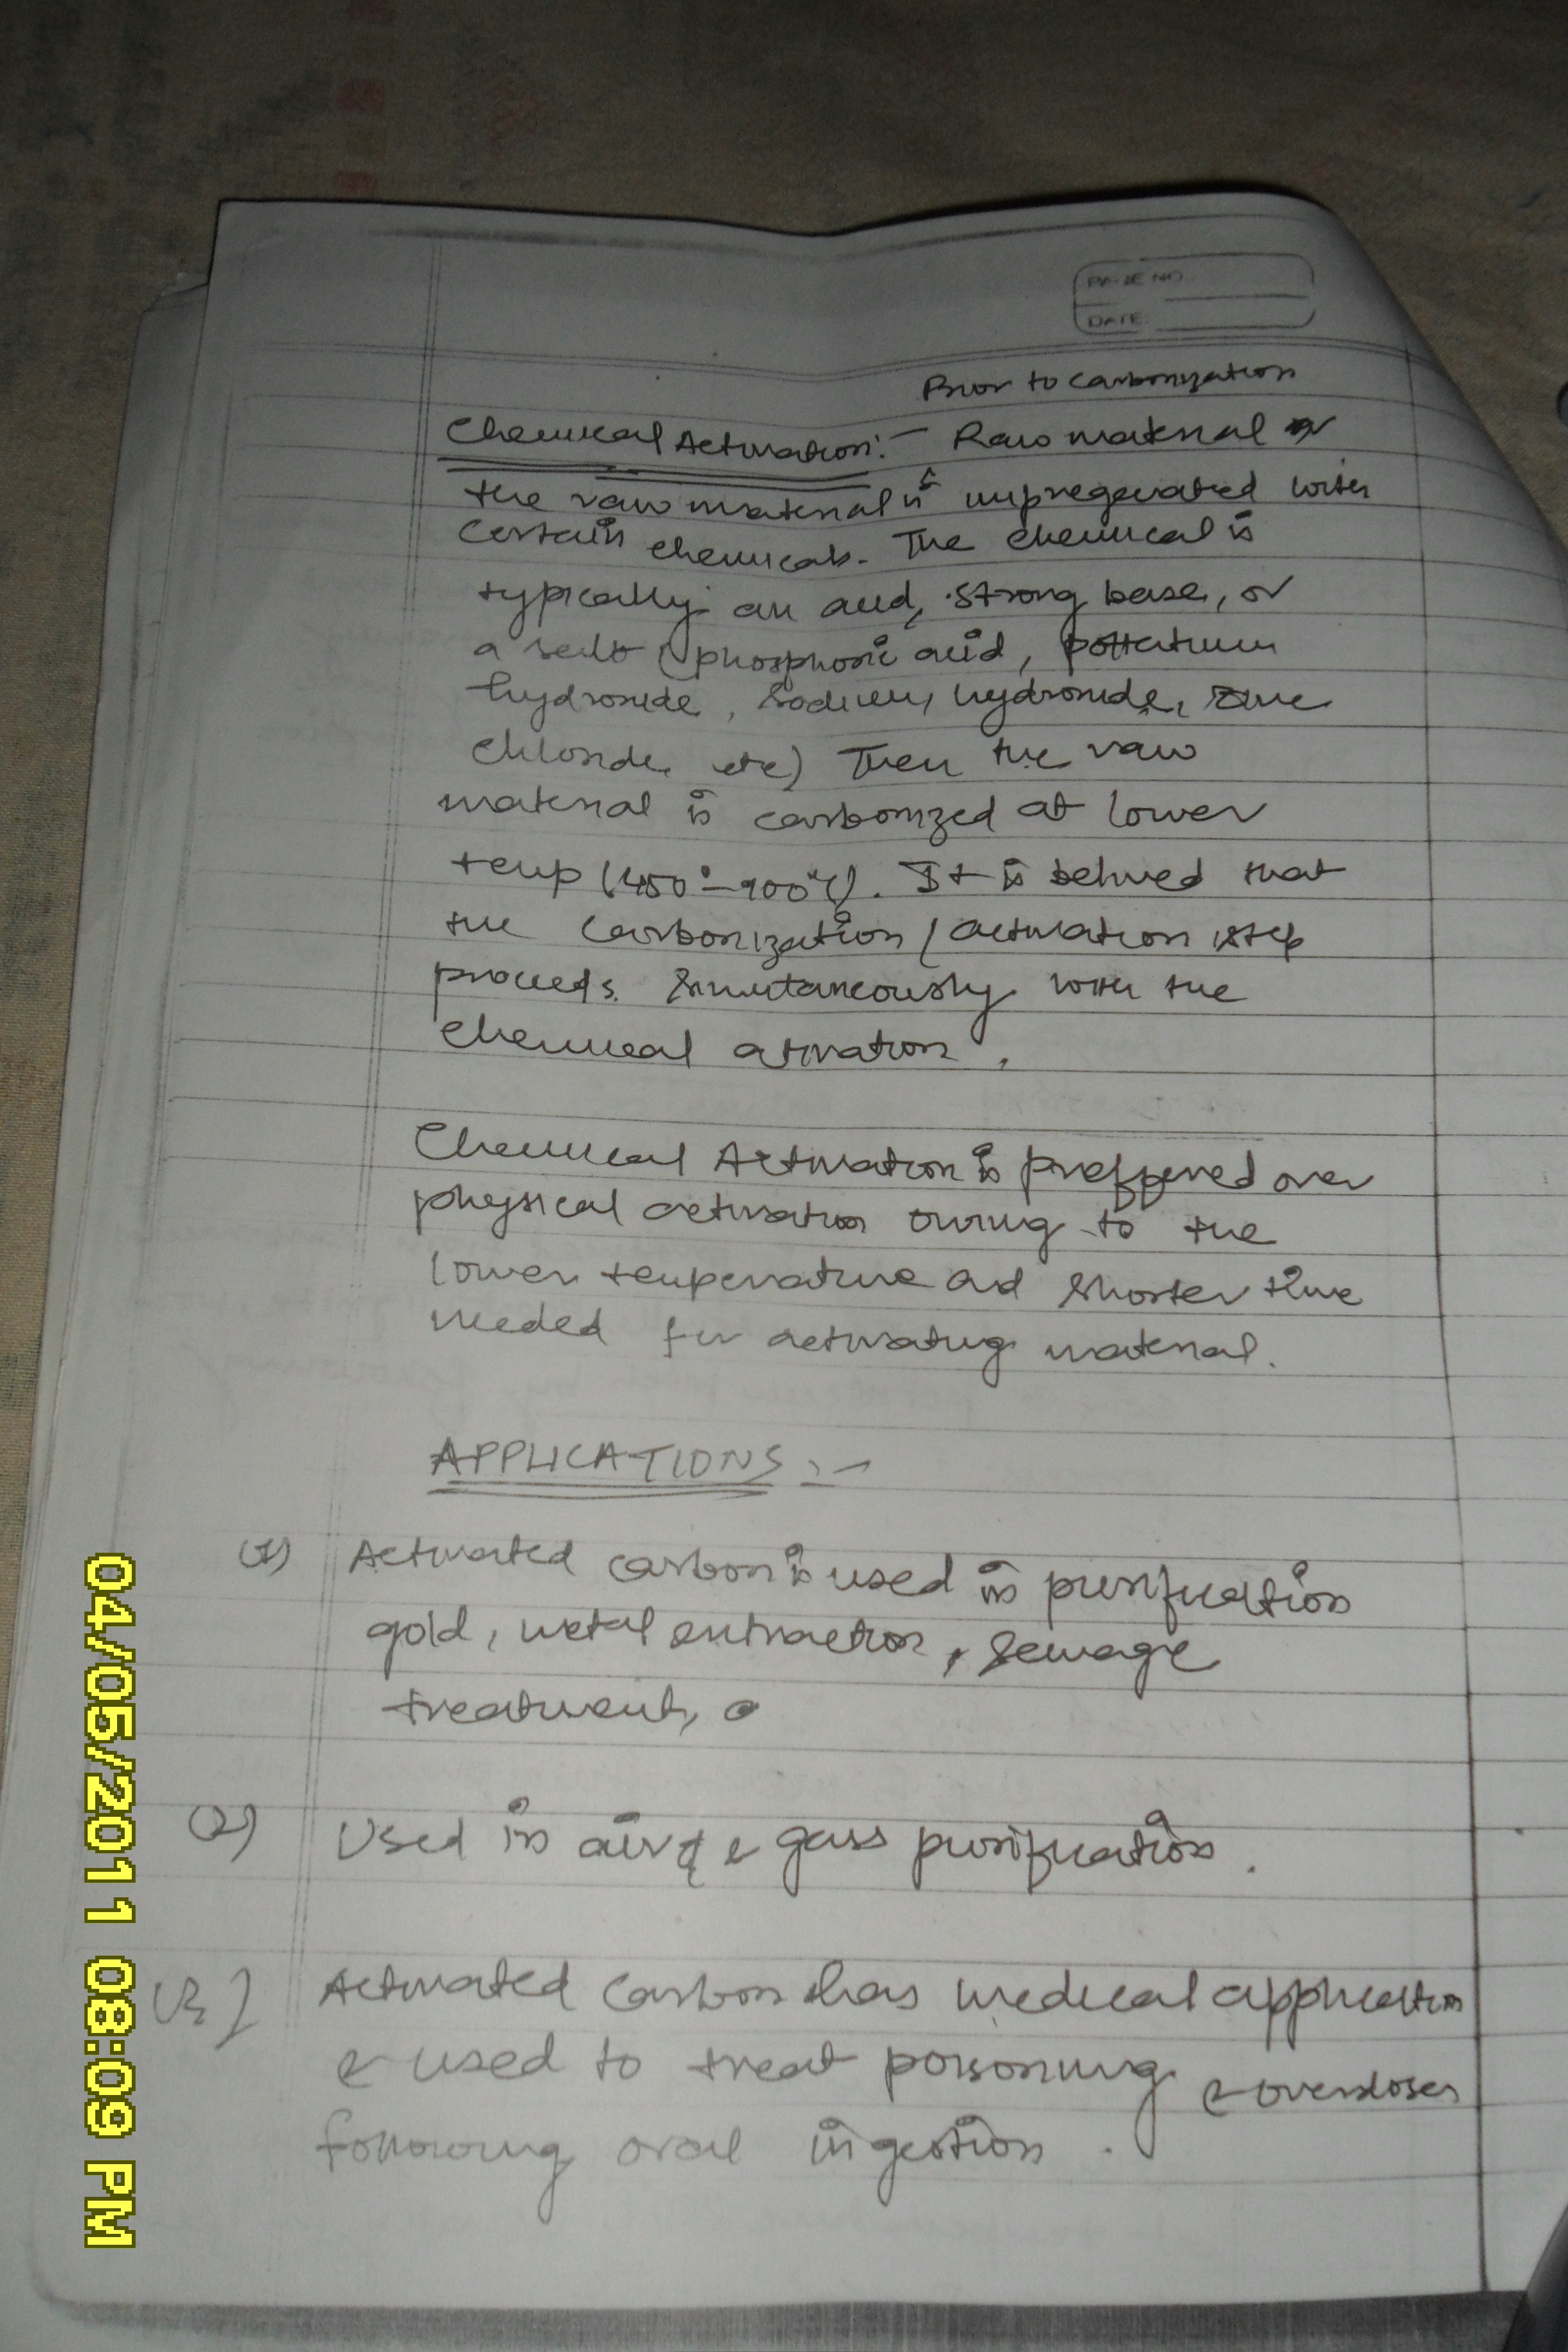 PAGE NO.
DATE
Prior to carbonization
Chemical Activation:- Raw material
the raw material is impregenated with
certain chemicals. The chemical is
typically an acid, strong base, or
a salt (phosphoric acid, pottatium
hydroxide, Sodium hydroxide, zinc
chloride etc) Then the raw
material is carbonized at lower
temp (450°-900°C). It is belived that
the carbonization / activation step
proceeds simultaneously with the
chemical ativation.
Chemical Activation is preffered over
physical activation owing to the
lower temperature and shorter time
needed for activating material.
APPLICATIONS :-
(1) Activated carbon is used in purification
gold, metal extraction, sewage
treatment,
(2) Used in air & gass purification.
(3) Activated carbon has medical application
& used to treat poisoning & overdoses
following oral ingestion.
04/05/2011 08:09 PM